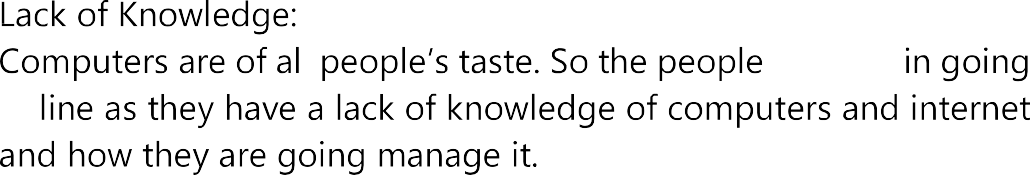 Lack of Knowledge:
Computers are of al people's taste. So the people in going
line as they have a lack of knowledge of computers and internet
and how they are going manage it.